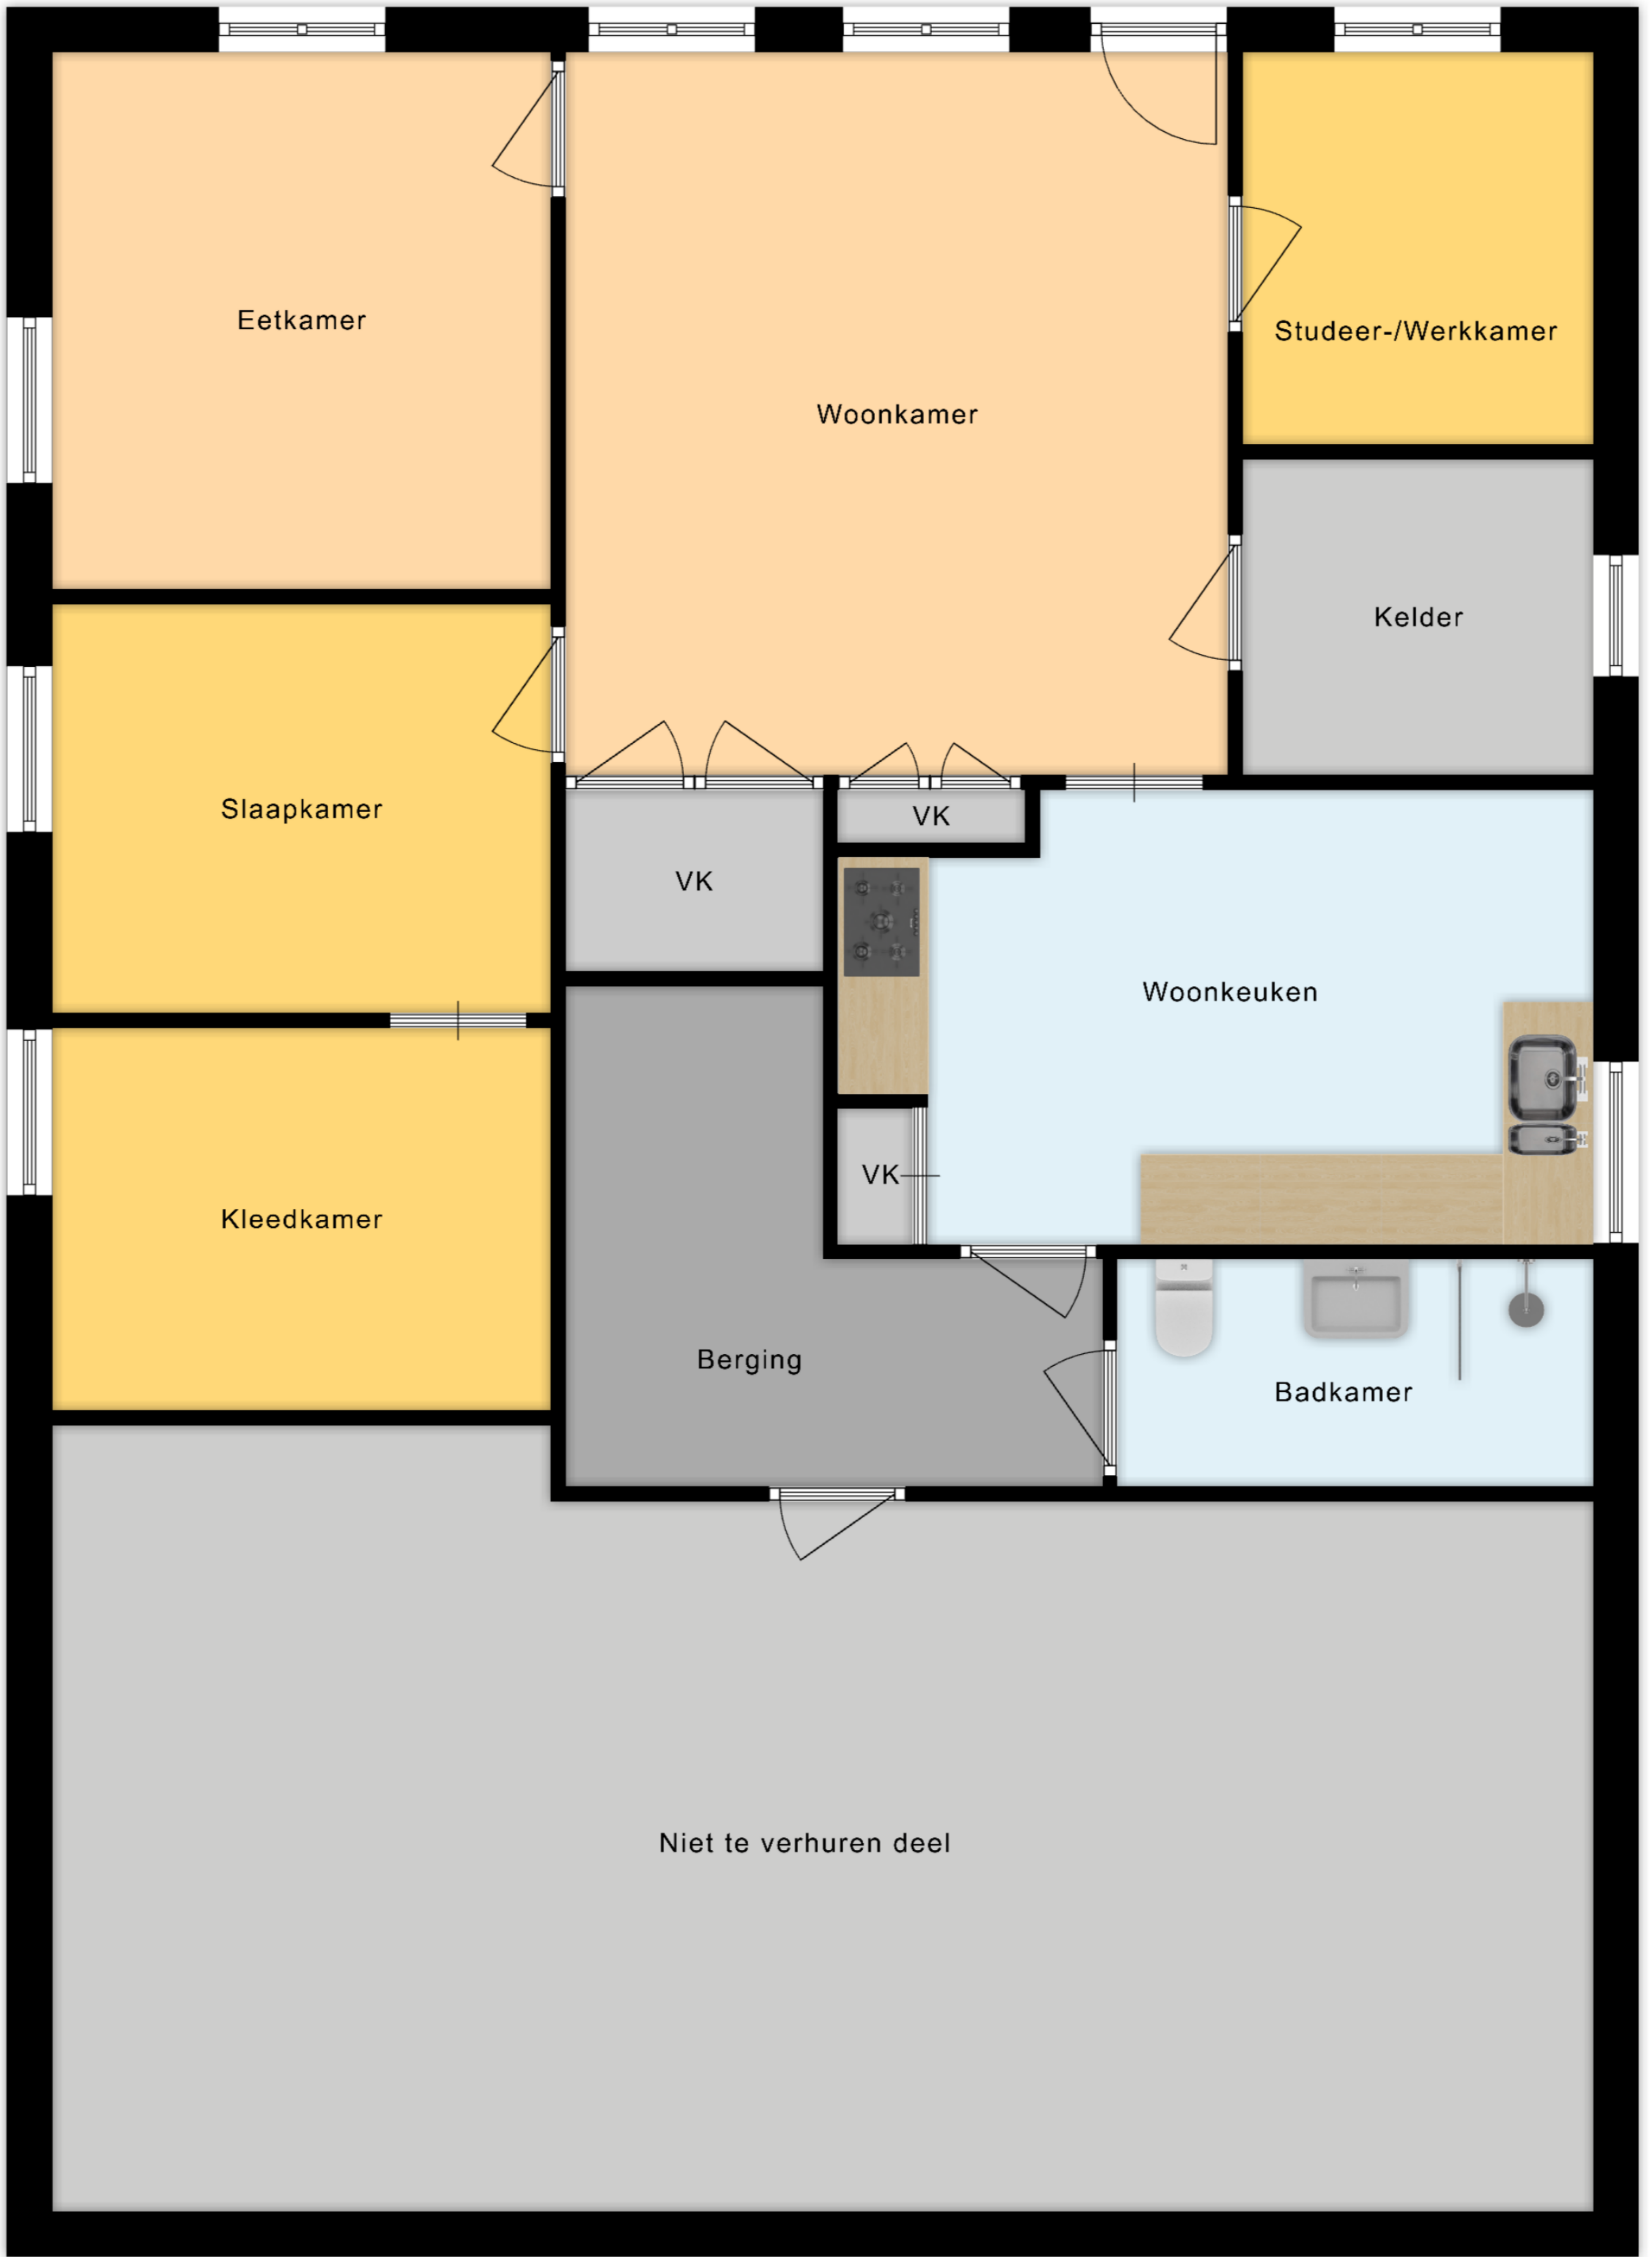 Eetkamer
Studeer-/Werkkamer
Woonkamer
Kelder
Slaapkamer
VK
VK
Woonkeuken
VK
Kleedkamer
Berging
Badkamer
Niet te verhuren deel